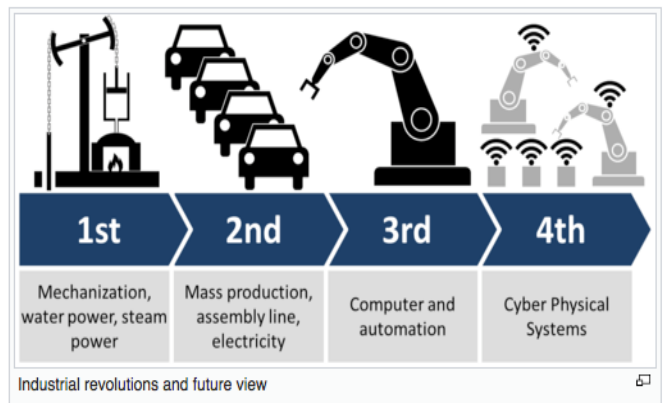 1st
2nd
3rd
4th
Mechanization,
water power, steam
power
Mass production,
assembly line,
electricity
Computer and
automation
Cyber Physical
Systems
Industrial revolutions and future view